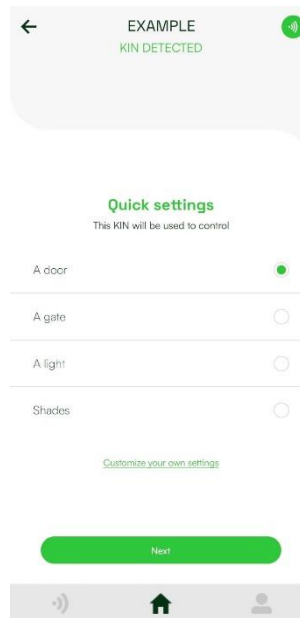 EXAMPLE
KIN DETECTED
Quick settings
This KIN will be used to control
A door
A gate
A light
Shades
Customize your own settings
Next